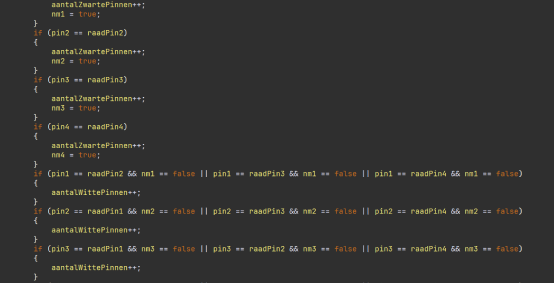 aantalZwartePinnen++;
nm1 = true;
}
if (pin2 == raadPin2)
{
aantalZwartePinnen++;
nm2 = true;
}
if (pin3 == raadPin3)
{
aantalZwartePinnen++;
nm3 = true;
}
if (pin4 == raadPin4)
{
aantalZwartePinnen++;
nm4 = true;
}
if (pin1 == raadPin2 && nm1 == false || pin1 == raadPin3 && nm1 == false || pin1 == raadPin4 && nm1 == false)
{
aantalWittePinnen++;
}
if (pin2 == raadPin1 && nm2 == false || pin2 == raadPin3 && nm2 == false || pin2 == raadPin4 && nm2 == false)
{
aantalWittePinnen++;
}
if (pin3 == raadPin1 && nm3 == false || pin3 == raadPin2 && nm3 == false || pin3 == raadPin4 && nm3 == false)
{
aantalWittePinnen++;
}